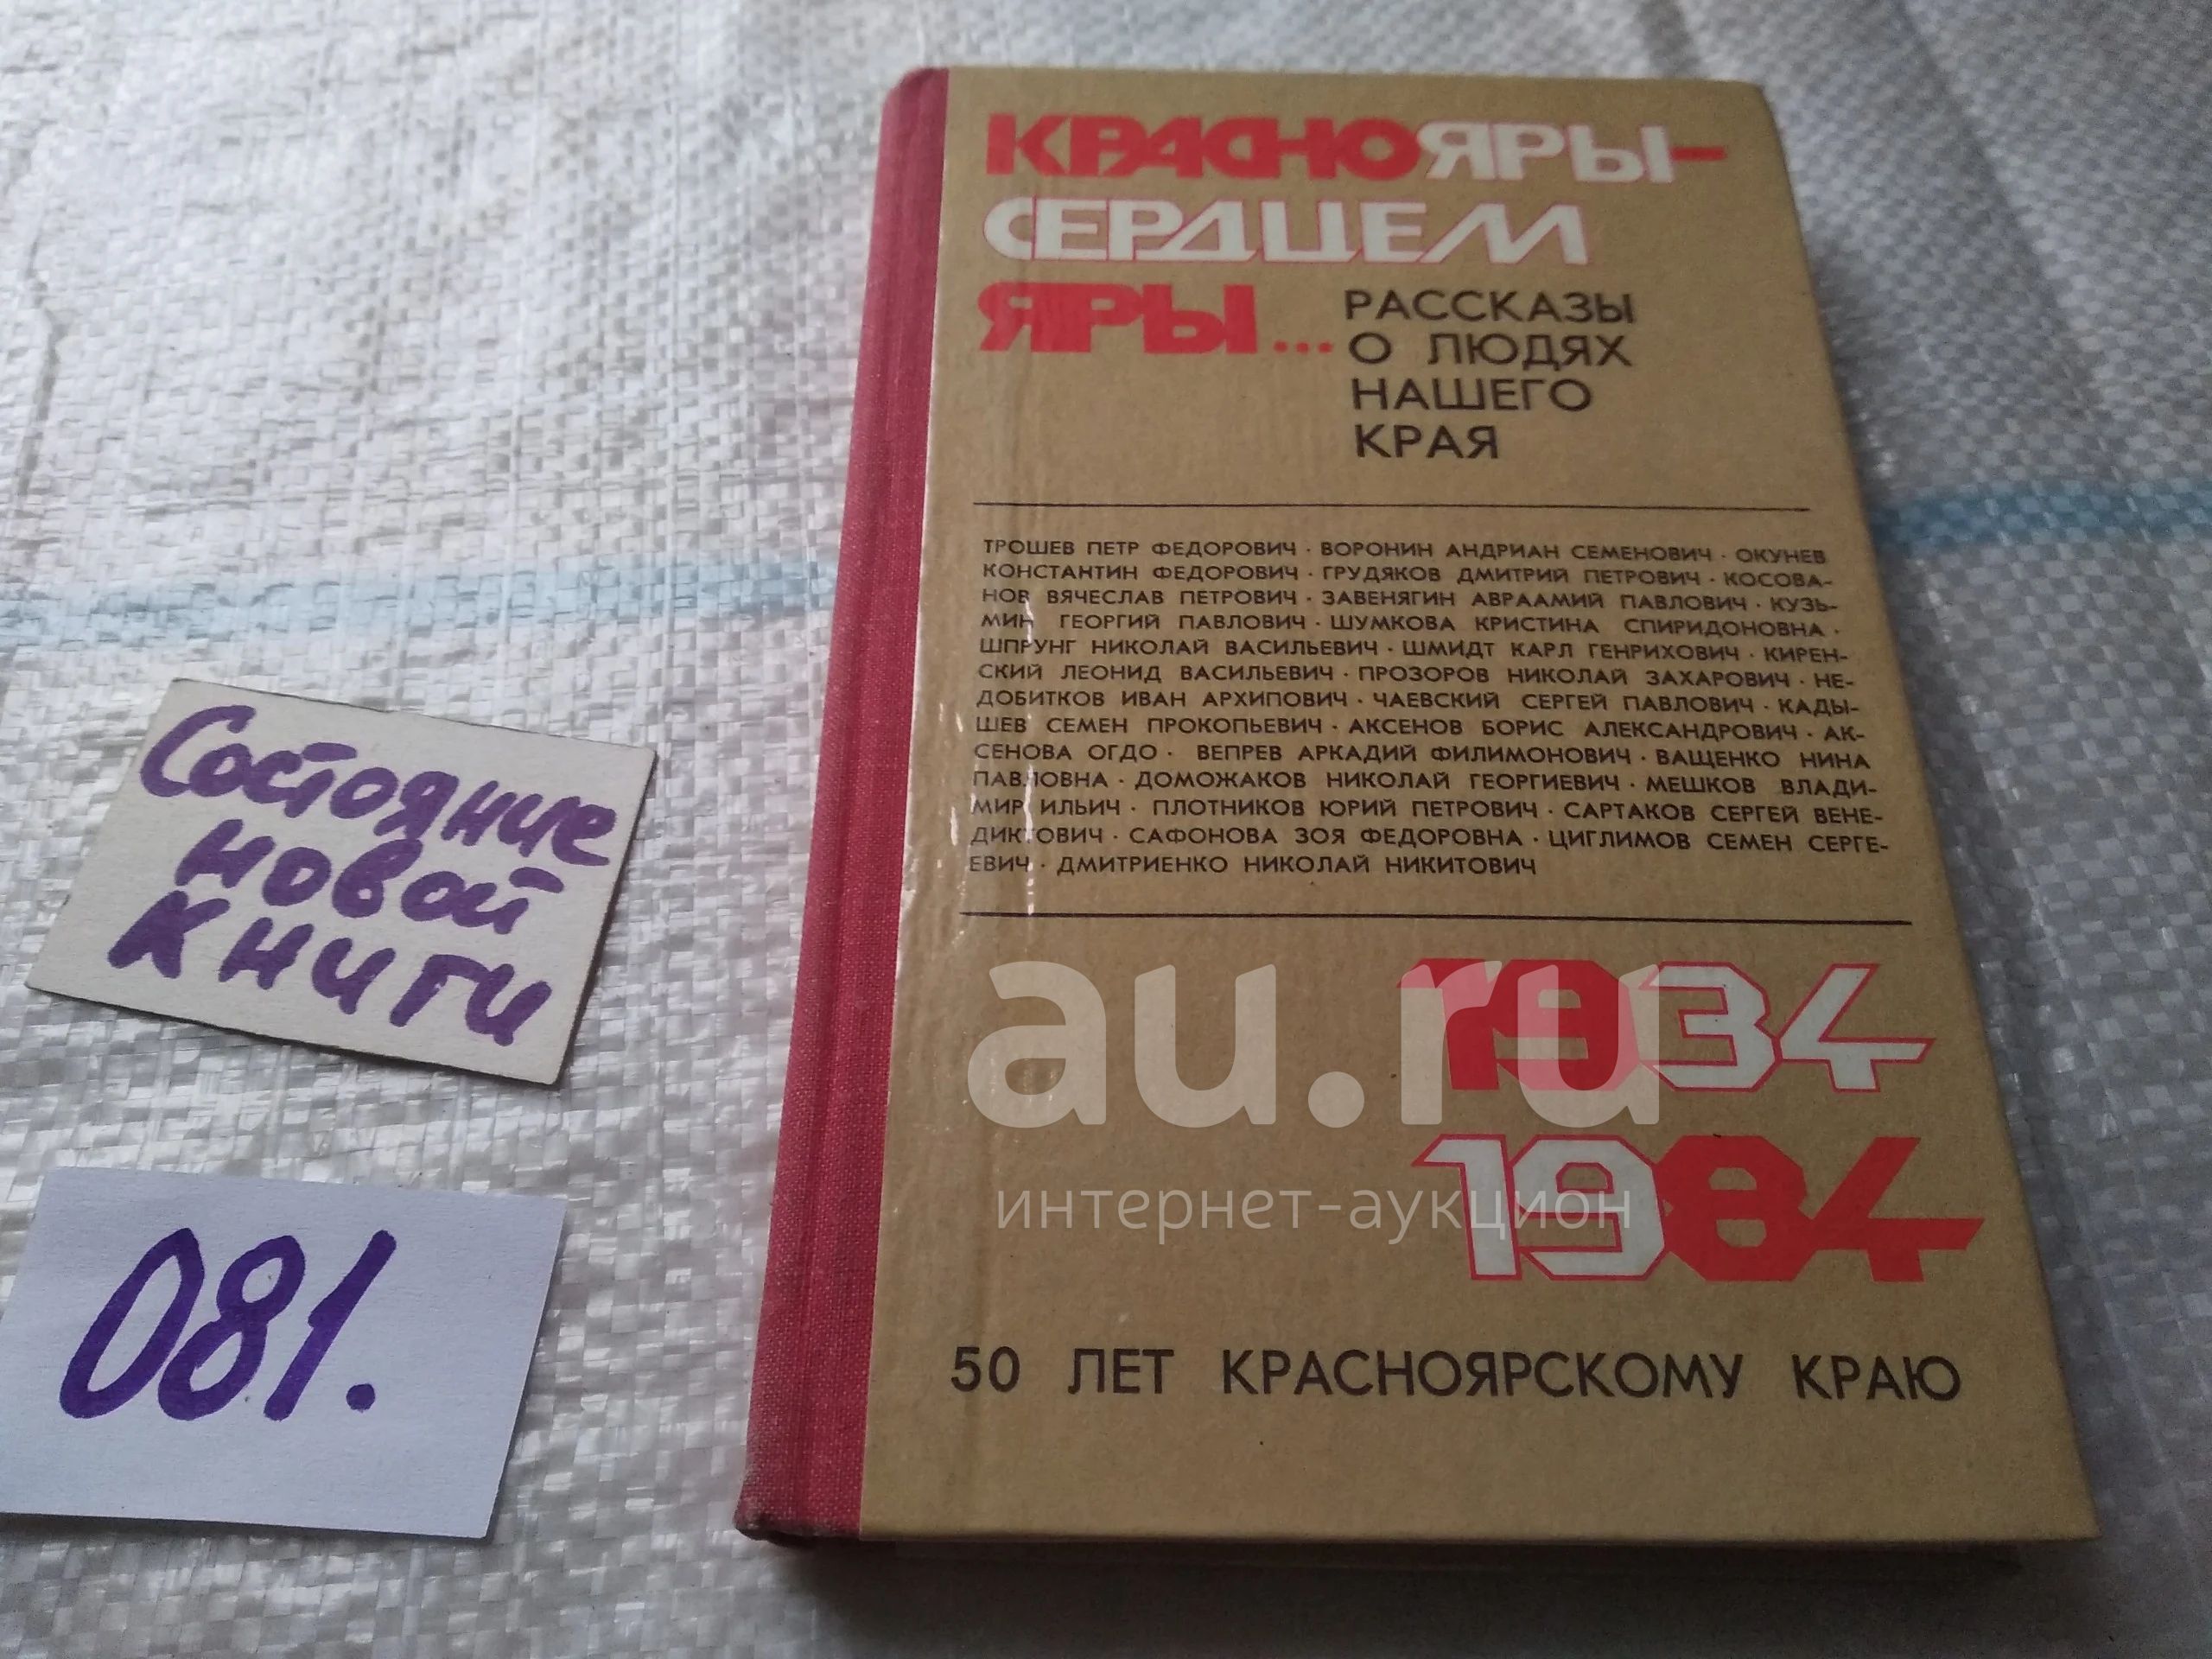 КРАСНОЯРЫ-
СЕРДЦЕМ
ЯРЫ...
РАССКАЗЫ
О ЛЮДЯХ
НАШЕГО
КРАЯ
ТРОШЕВ ПЕТР ФЕДОРОВИЧ · ВОРОНИН АНДРИАН СЕМЕНОВИЧ · ОКУНЕВ
КОНСТАНТИН ФЕДОРОВИЧ · ГРУДЯКОВ ДМИТРИЙ ПЕТРОВИЧ · КОСОВА-
НОВ ВЯЧЕСЛАВ ПЕТРОВИЧ · ЗАВЕНЯГИН АВРААМИЙ ПАВЛОВИЧ · КУЗЬ-
МИН ГЕОРГИЙ ПАВЛОВИЧ · ШУМКОВА КРИСТИНА СПИРИДОНОВНА ·
ШПРУНГ НИКОЛАЙ ВАСИЛЬЕВИЧ · ШМИДТ КАРЛ ГЕНРИХОВИЧ · КИРЕН-
СКИЙ ЛЕОНИД ВАСИЛЬЕВИЧ · ПРОЗОРОВ НИКОЛАЙ ЗАХАРОВИЧ · НЕ-
ДОБИТКОВ ИВАН АРХИПОВИЧ · ЧАЕВСКИЙ СЕРГЕЙ ПАВЛОВИЧ · КАДЫ-
ШЕВ СЕМЕН ПРОКОПЬЕВИЧ · АКСЕНОВ БОРИС АЛЕКСАНДРОВИЧ · АК-
СЕНОВА ОГДО · ВЕПРЕВ АРКАДИЙ ФИЛИМОНОВИЧ · ВАЩЕНКО НИНА
ПАВЛОВНА · ДОМОЖАКОВ НИКОЛАЙ ГЕОРГИЕВИЧ · МЕШКОВ ВЛАДИ-
МИР ИЛЬИЧ · ПЛОТНИКОВ ЮРИЙ ПЕТРОВИЧ · САРТАКОВ СЕРГЕЙ ВЕНЕ-
ДИКТОВИЧ · САФОНОВА ЗОЯ ФЕДОРОВНА · ЦИГЛИМОВ СЕМЕН СЕРГЕ-
ЕВИЧ · ДМИТРИЕНКО НИКОЛАЙ НИКИТОВИЧ
1934
1984
50 ЛЕТ КРАСНОЯРСКОМУ КРАЮ
Состояние
новой
книги
081.
au.ru
интернет-аукцион